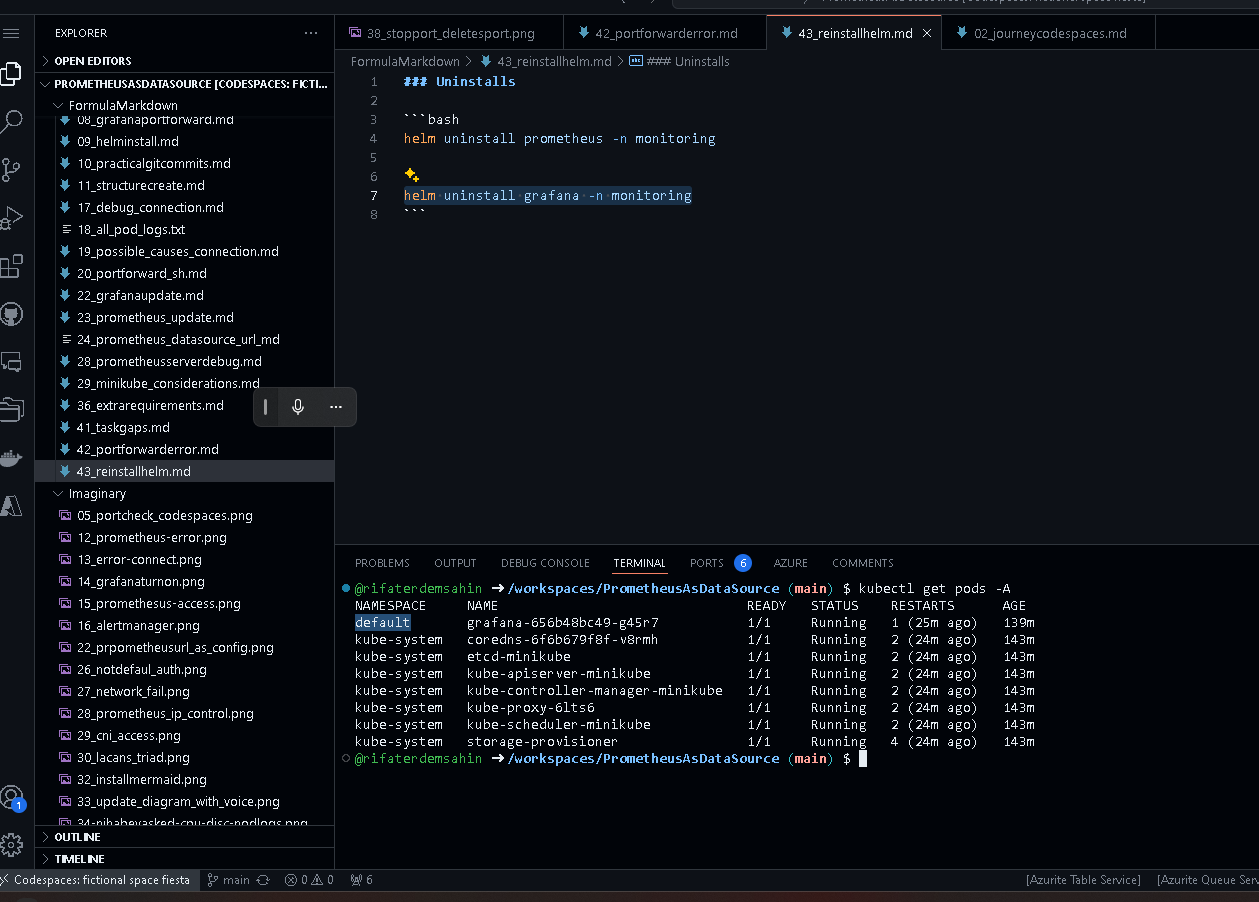 EXPLORER
OPEN EDITORS
PROMETHEUSASDATASOURCE [CODESPACES: FICTI...
FormulaMarkdown
08_grafanaportforward.md
09_helminstall.md
10_practicalgitcommits.md
11_structurecreate.md
17_debug_connection.md
18_all_pod_logs.txt
19_possible_causes_connection.md
20_portforward_sh.md
22_grafanaupdate.md
23_prometheus_update.md
24_prometheus_datasource_url_md
28_prometheusserverdebug.md
29_minikube_considerations.md
36_extrarequirements.md
41_taskgaps.md
42_portforwarderror.md
43_reinstallhelm.md
Imaginary
05_portcheck_codespaces.png
12_prometheus-error.png
13_error-connect.png
14_grafanaturnon.png
15_promethesus-access.png
16_alertmanager.png
22_prpometheusurl_as_config.png
26_notdefaul_auth.png
27_network_fail.png
28_prometheus_ip_control.png
29_cni_access.png
30_lacans_triad.png
32_installmermaid.png
33_update_diagram_with_voice.png
OUTLINE
TIMELINE
38_stopport_deletesport.png
42_portforwarderror.md
43_reinstallhelm.md
02_journeycodespaces.md
FormulaMarkdown > 43_reinstallhelm.md > abc ### Uninstalls
1 ### Uninstalls
2
3 ```bash
4 helm uninstall prometheus -n monitoring
5
6
7 helm uninstall grafana -n monitoring
8 ```
PROBLEMS OUTPUT DEBUG CONSOLE TERMINAL PORTS 6 AZURE COMMENTS
@rifaterdemsahin ➜ /workspaces/PrometheusAsDataSource (main) $ kubectl get pods -A
NAMESPACE NAME READY STATUS RESTARTS AGE
default grafana-656b48bc49-g45r7 1/1 Running 1 (25m ago) 139m
kube-system coredns-6f6b679f8f-v8rmh 1/1 Running 2 (24m ago) 143m
kube-system etcd-minikube 1/1 Running 2 (24m ago) 143m
kube-system kube-apiserver-minikube 1/1 Running 2 (24m ago) 143m
kube-system kube-controller-manager-minikube 1/1 Running 2 (24m ago) 143m
kube-system kube-proxy-6lts6 1/1 Running 2 (24m ago) 143m
kube-system kube-scheduler-minikube 1/1 Running 2 (24m ago) 143m
kube-system storage-provisioner 1/1 Running 4 (24m ago) 143m
@rifaterdemsahin ➜ /workspaces/PrometheusAsDataSource (main) $
1
Codespaces: fictional space fiesta main 0 0 6 [Azurite Table Service] [Azurite Queue Serv